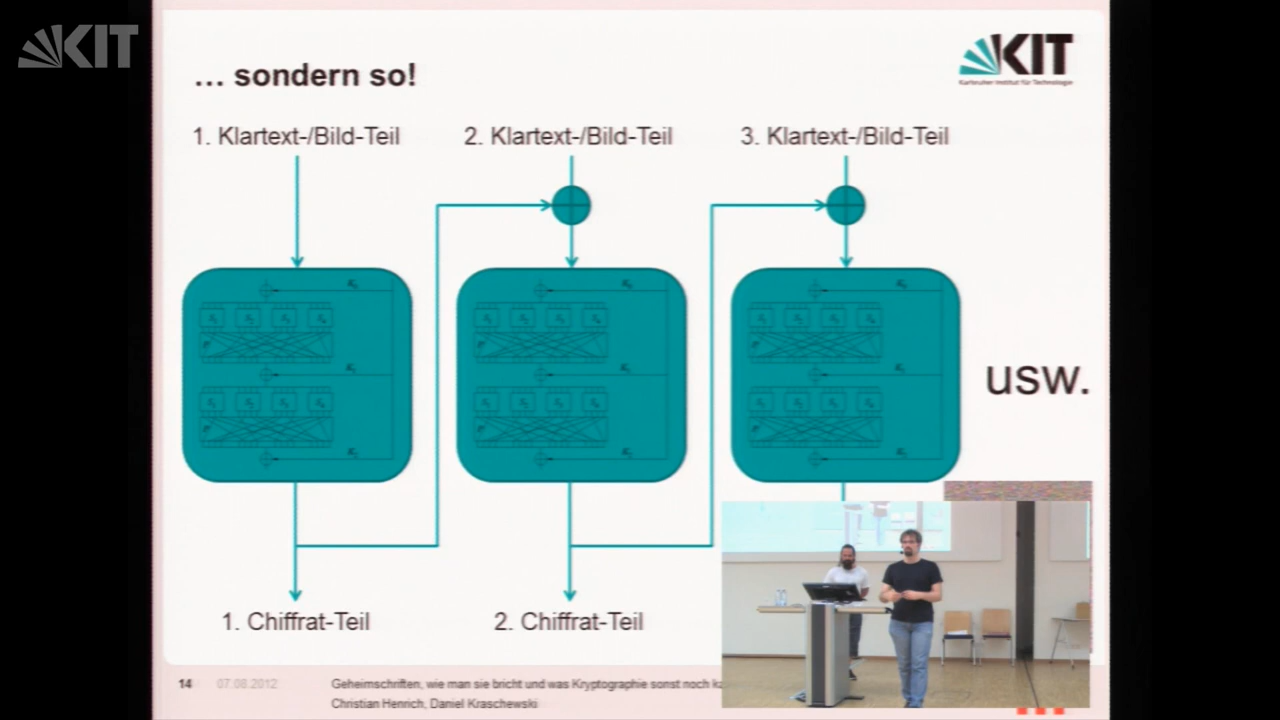 KIT
KIT
Karlsruher Institut für Technologie
... sondern so!
1. Klartext-/Bild-Teil
2. Klartext-/Bild-Teil
3. Klartext-/Bild-Teil
usw.
1. Chiffrat-Teil
2. Chiffrat-Teil
14
07.08.2012
Geheimschriften, wie man sie bricht und was Kryptographie sonst noch
Christian Henrich, Daniel Kraschewski